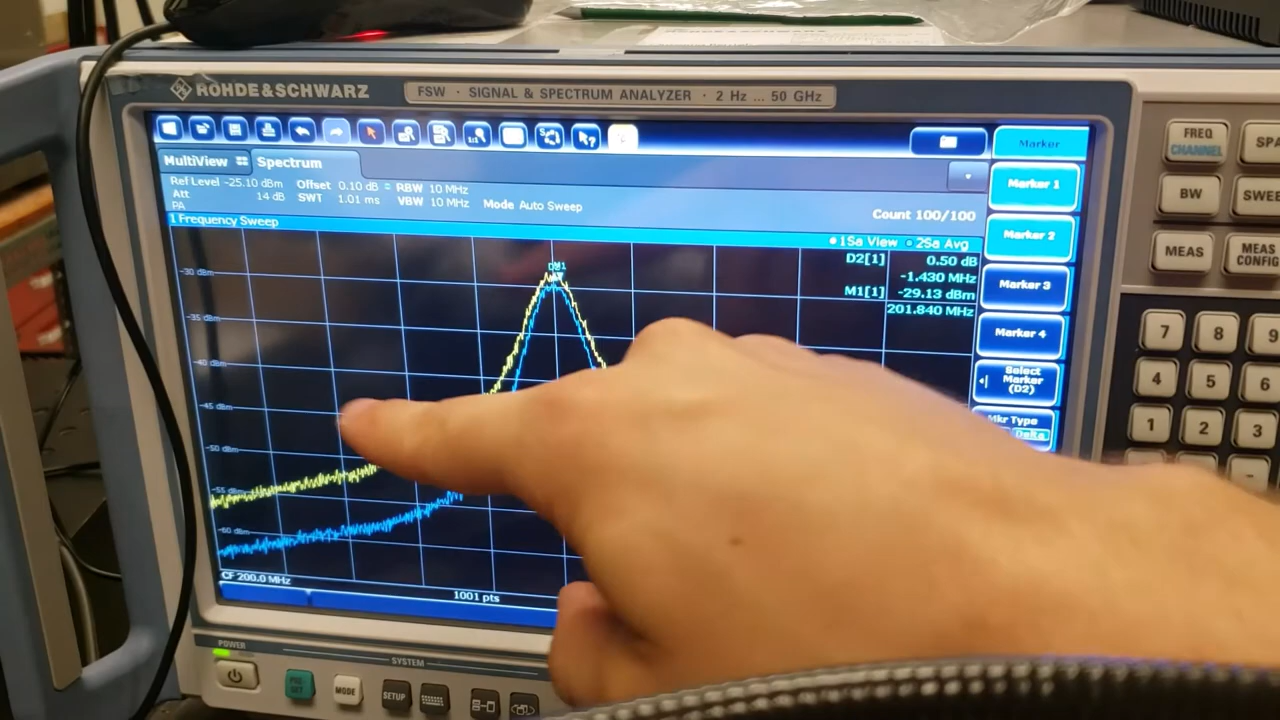 ROHDE&SCHWARZ
FSW · SIGNAL & SPECTRUM ANALYZER · 2 Hz ... 50 GHz
MultiView Spectrum
Ref Level -25.10 dBm Offset 0.10 dB RBW 10 MHz
Att 14 dB SWT 1.01 ms VBW 10 MHz Mode Auto Sweep
PA
Count 100/100
1 Frequency Sweep
1Sa View 2Sa Avg
D2[1] 0.50 dB
-1.430 MHz
M1[1] -29.13 dBm
201.840 MHz
-30 dBm
-35 dBm
-40 dBm
-45 dBm
-50 dBm
-55 dBm
-60 dBm
CF 200.0 MHz
1001 pts
Marker
Marker 1
Marker 2
Marker 3
Marker 4
Select
Marker
(D2)
Mkr Type
Delta
FREQ
CHANNEL
BW
MEAS
MEAS
CONFIG
7 8 9
4 5 6
1 2 3
POWER
SYSTEM
PRE-
SET
MODE
SETUP